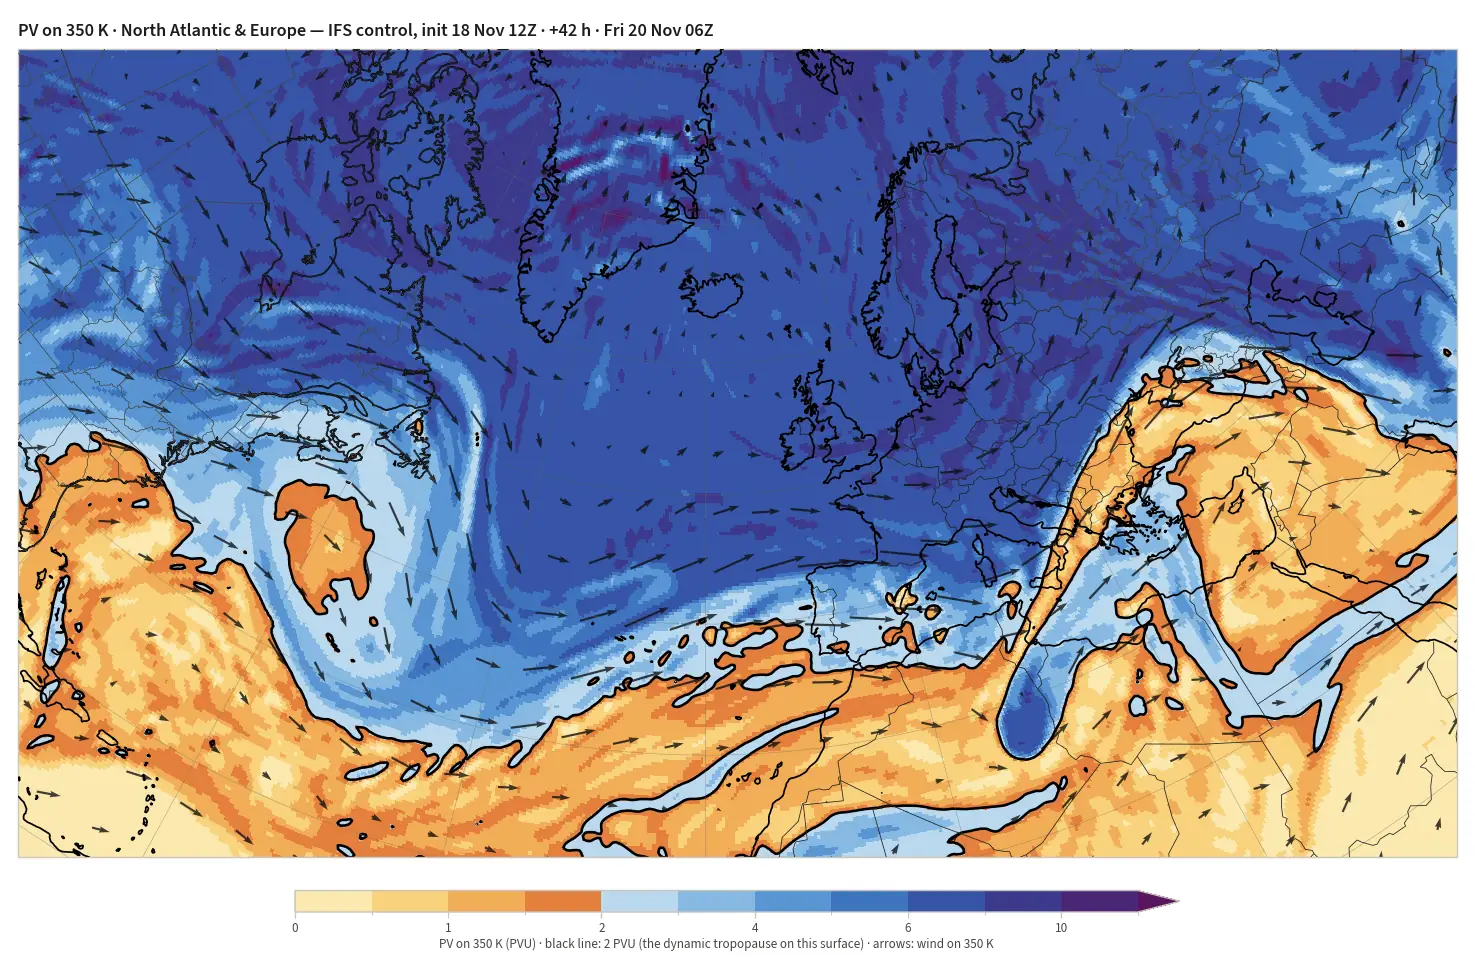 PV on 350 K · North Atlantic & Europe — IFS control, init 18 Nov 12Z · +42 h · Fri 20 Nov 06Z
0 1 2 4 6 10
PV on 350 K (PVU) · black line: 2 PVU (the dynamic tropopause on this surface) · arrows: wind on 350 K